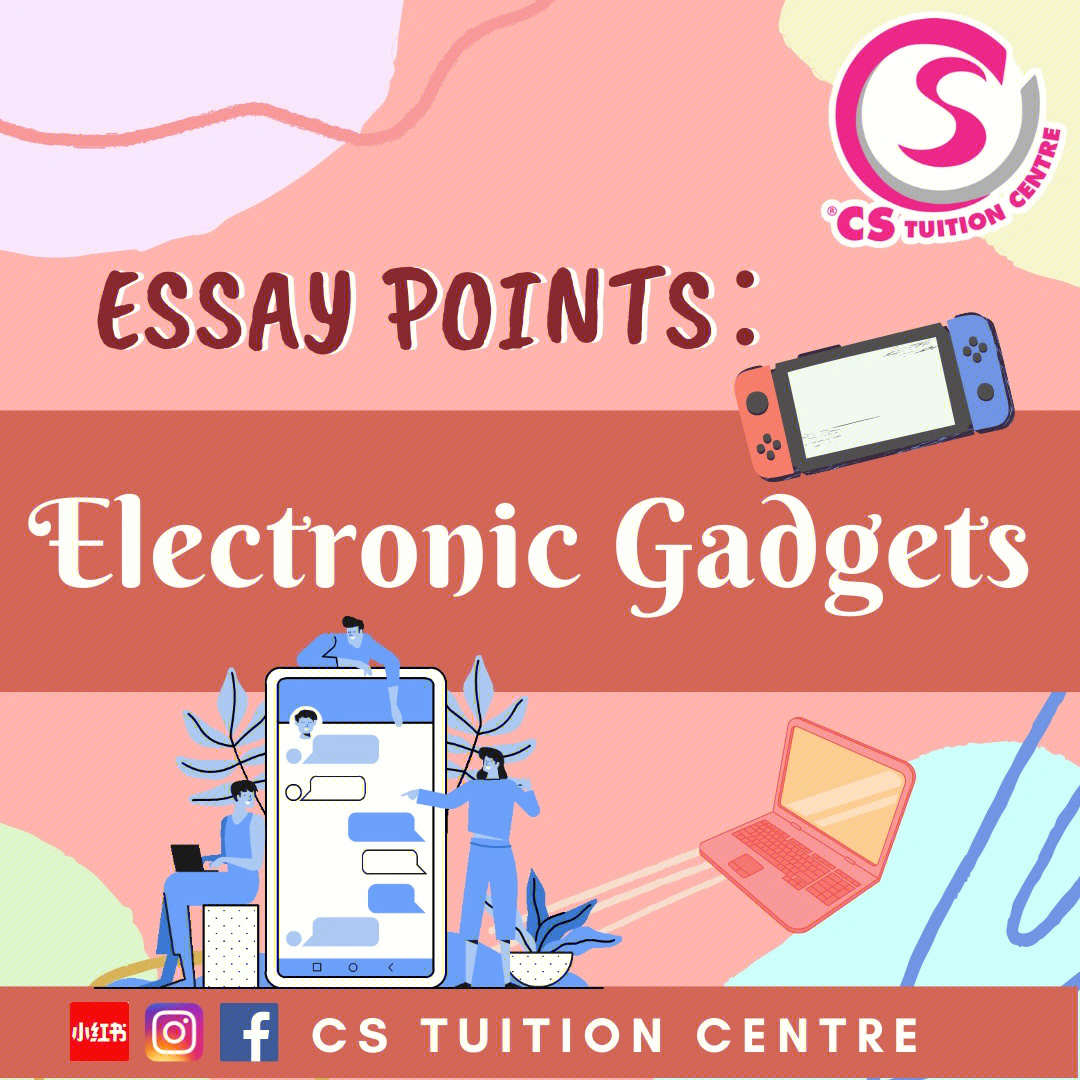 ®CS TUITION CENTRE
ESSAY POINTS:
Electronic Gadgets
小红书
CS TUITION CENTRE